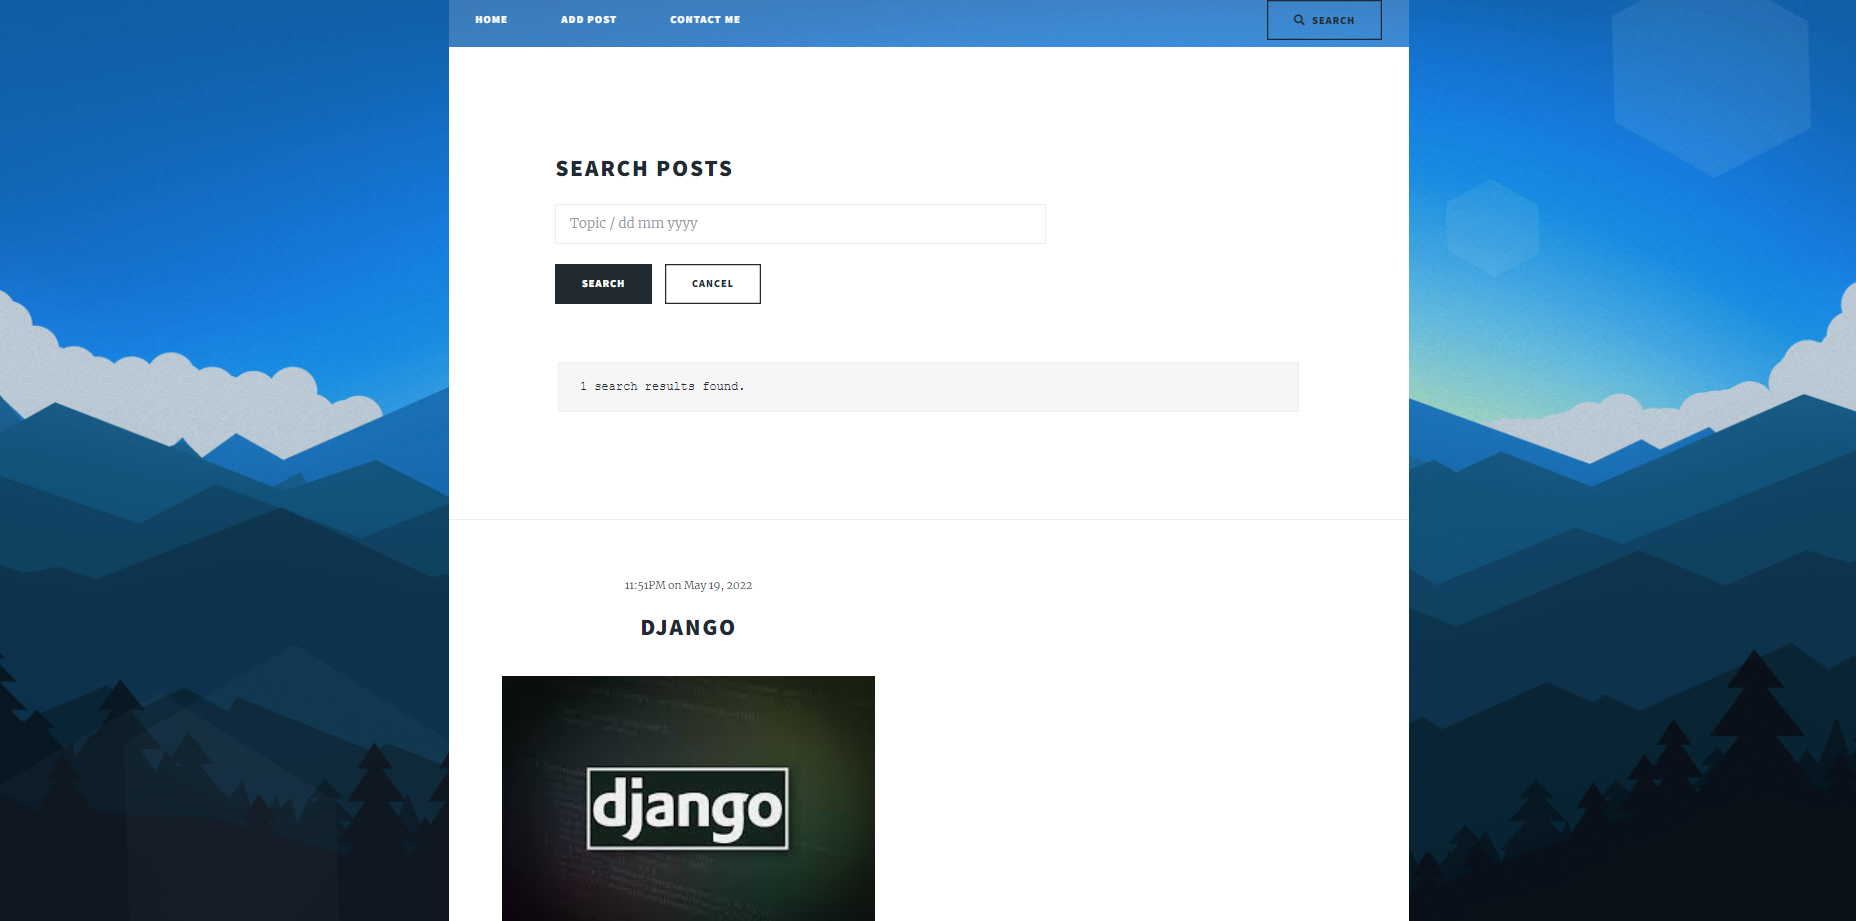 HOME ADD POST CONTACT ME SEARCH
SEARCH POSTS
Topic / dd mm yyyy
SEARCH CANCEL
1 search results found.
11:51PM on May 19, 2022
DJANGO
django